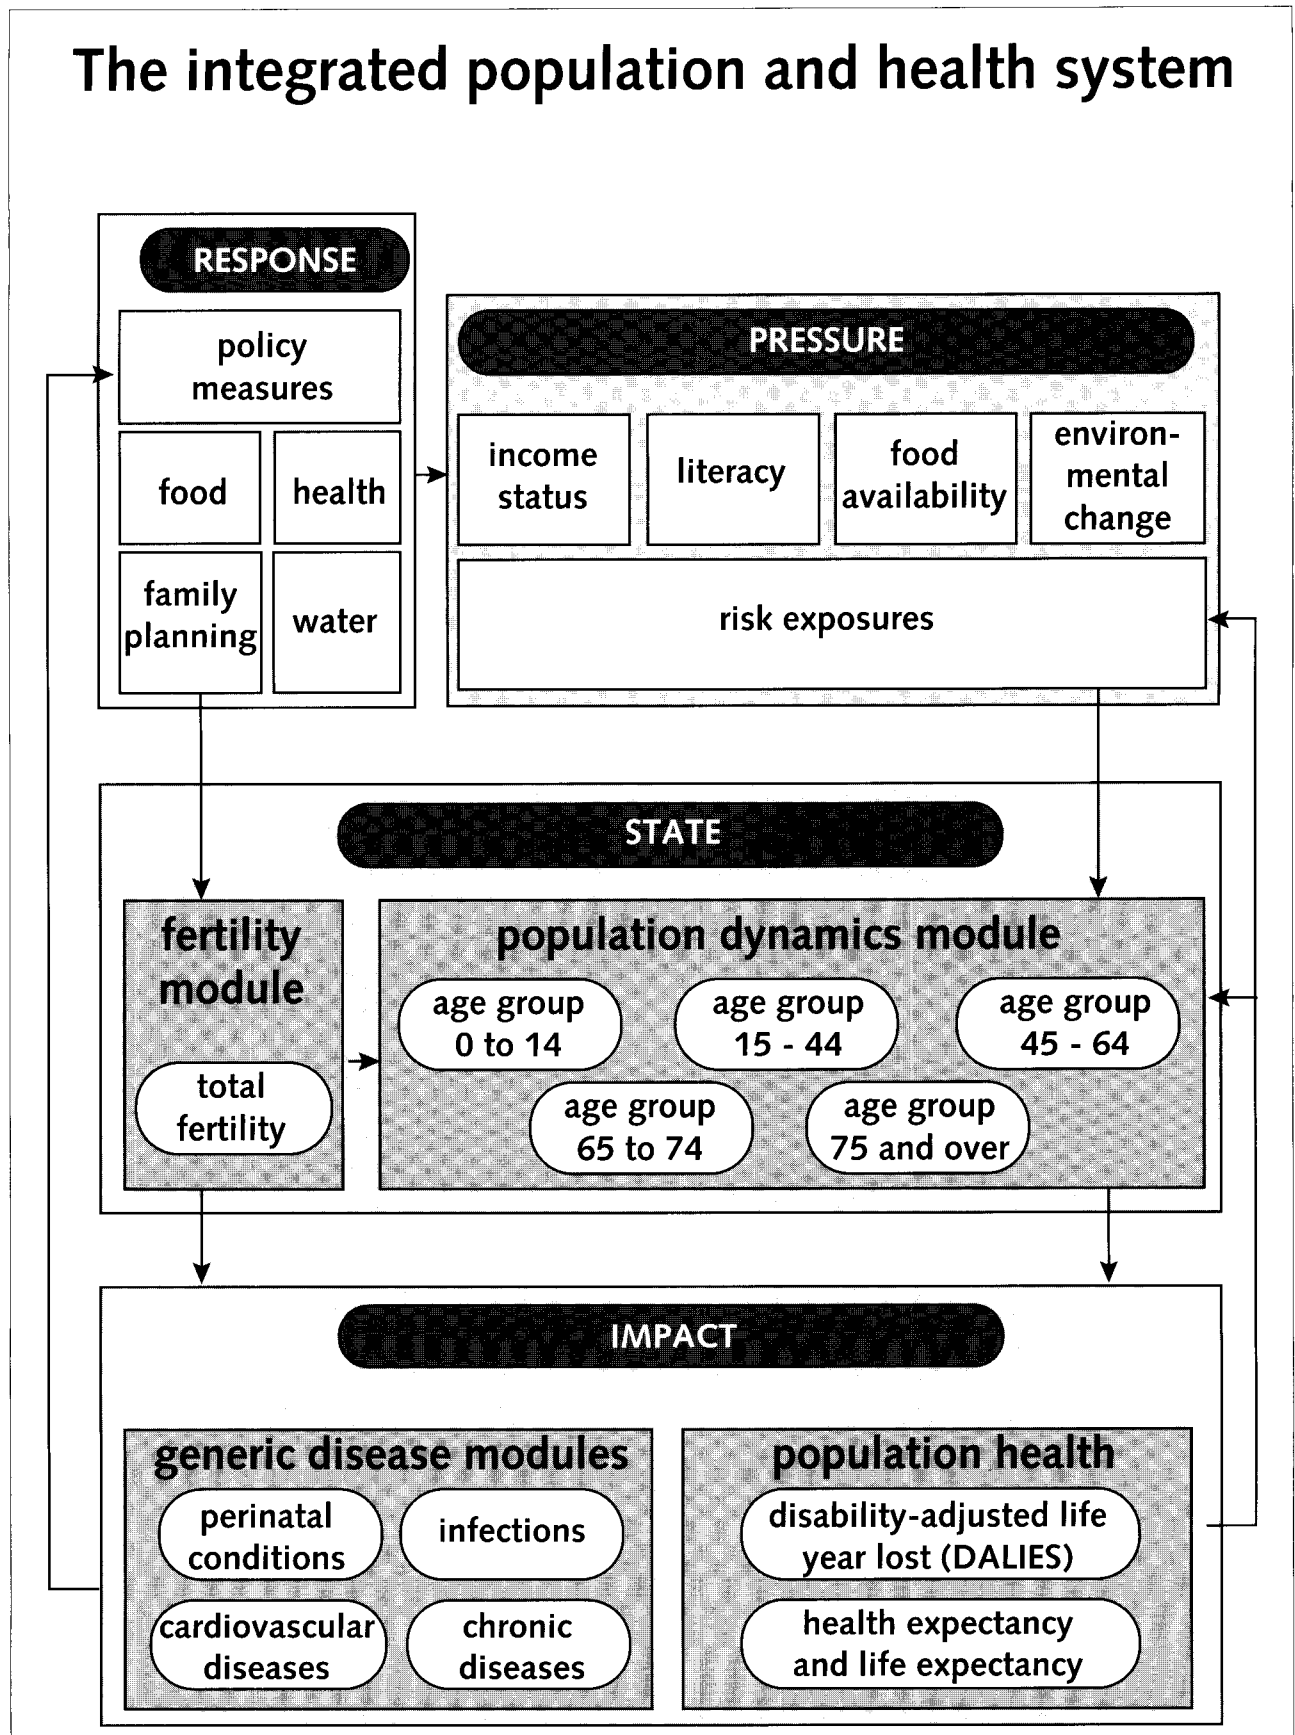 The integrated population and health system
RESPONSE
policy
measures
food
health
family
planning
water
PRESSURE
income
status
literacy
food
availability
environ-
mental
change
risk exposures
STATE
fertility
module
total
fertility
population dynamics module
age group
0 to 14
age group
15 - 44
age group
45 - 64
age group
65 to 74
age group
75 and over
IMPACT
generic disease modules
perinatal
conditions
infections
cardiovascular
diseases
chronic
diseases
population health
disability-adjusted life
year lost (DALIES)
health expectancy
and life expectancy